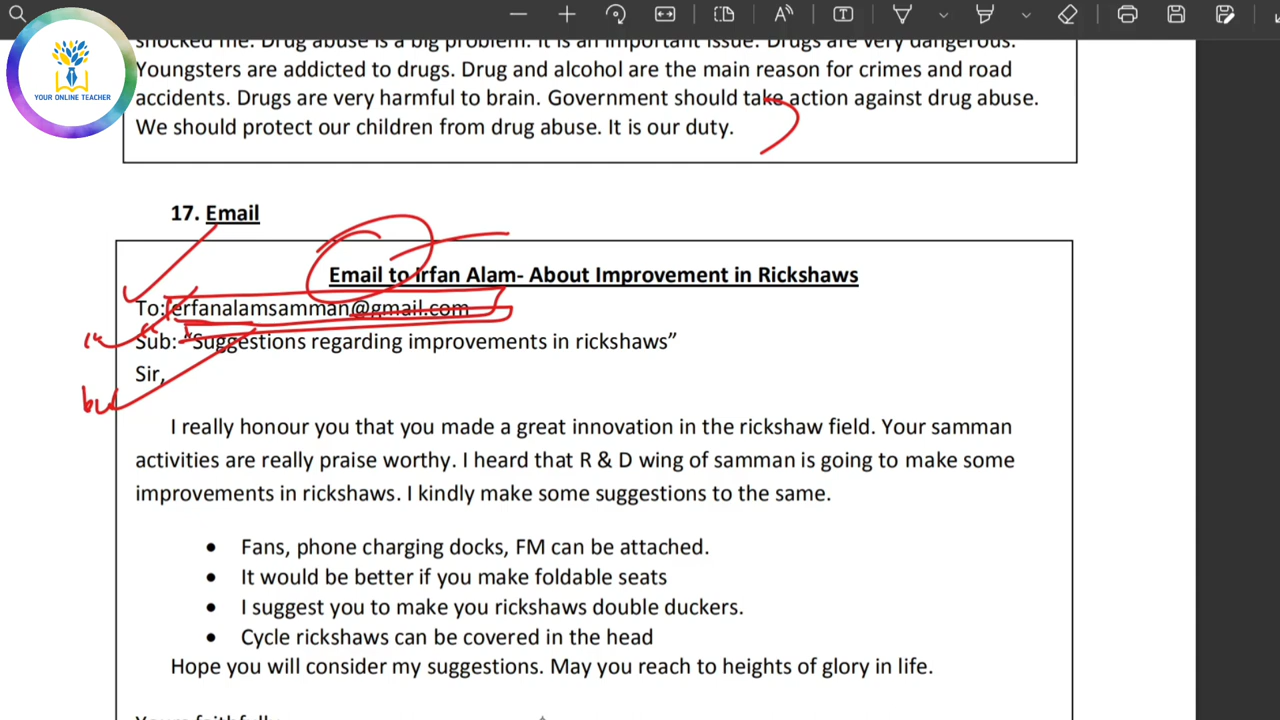 YOUR ONLINE TEACHER
shocked me. Drug abuse is a big problem. It is an important issue. Drugs are very dangerous.
Youngsters are addicted to drugs. Drug and alcohol are the main reason for crimes and road
accidents. Drugs are very harmful to brain. Government should take action against drug abuse.
We should protect our children from drug abuse. It is our duty.
17. Email
Email to Irfan Alam- About Improvement in Rickshaws
To: erfanalamsamman@gmail.com
Sub: “Suggestions regarding improvements in rickshaws”
Sir,
I really honour you that you made a great innovation in the rickshaw field. Your samman
activities are really praise worthy. I heard that R & D wing of samman is going to make some
improvements in rickshaws. I kindly make some suggestions to the same.
• Fans, phone charging docks, FM can be attached.
• It would be better if you make foldable seats
• I suggest you to make you rickshaws double duckers.
• Cycle rickshaws can be covered in the head
Hope you will consider my suggestions. May you reach to heights of glory in life.
Yours faithfully